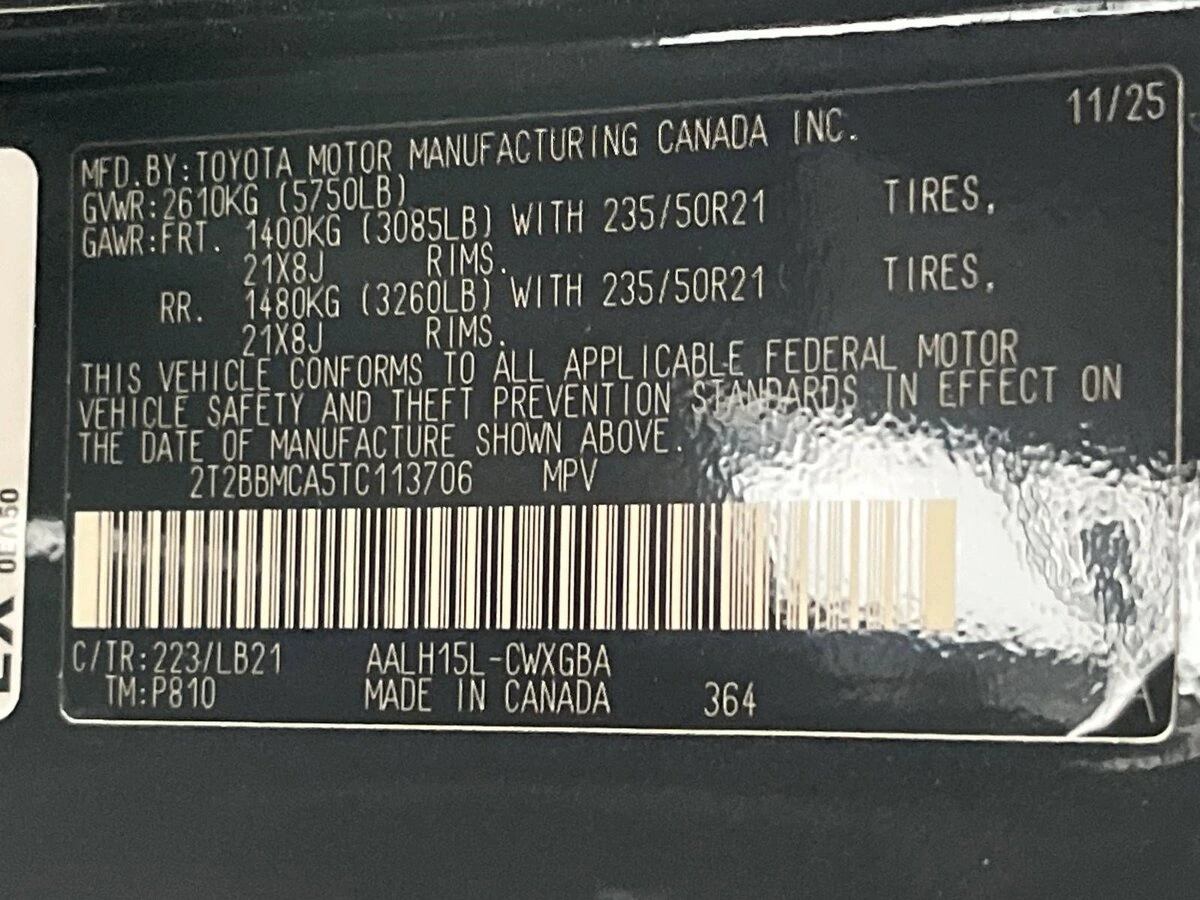 11/25
MFD.BY:TOYOTA MOTOR MANUFACTURING CANADA INC.
GVWR:2610KG (5750LB)
GAWR:FRT. 1400KG (3085LB) WITH 235/50R21 TIRES,
21X8J RIMS.
RR. 1480KG (3260LB) WITH 235/50R21 TIRES,
21X8J RIMS.
THIS VEHICLE CONFORMS TO ALL APPLICABLE FEDERAL MOTOR
VEHICLE SAFETY AND THEFT PREVENTION STANDARDS IN EFFECT ON
THE DATE OF MANUFACTURE SHOWN ABOVE.
2T2BBMCA5TC113706 MPV
C/TR:223/LB21 AALH15L-CWXGBA
TM:P810 MADE IN CANADA 364